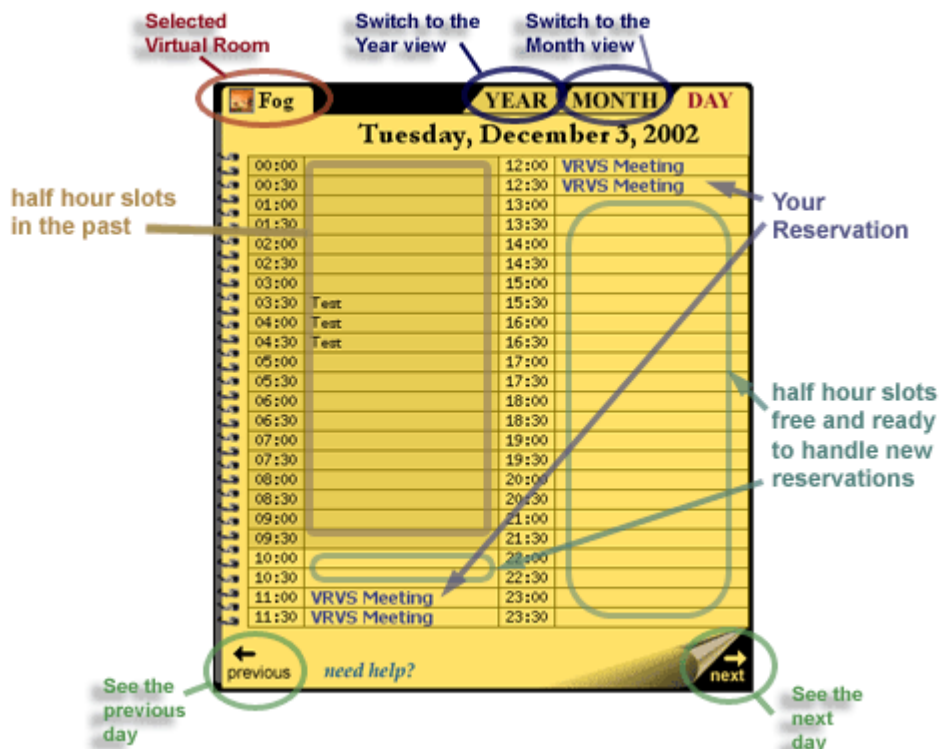 Selected
Virtual Room
Switch to the
Year view
Switch to the
Month view
Fog
YEAR
MONTH
DAY
Tuesday, December 3, 2002
half hour slots
in the past
00:00
00:30
01:00
01:30
02:00
02:30
03:00
03:30 Test
04:00 Test
04:30 Test
05:00
05:30
06:00
06:30
07:00
07:30
08:00
08:30
09:00
09:30
10:00
10:30
11:00 VRVS Meeting
11:30 VRVS Meeting
12:00 VRVS Meeting
12:30 VRVS Meeting
13:00
13:30
14:00
14:30
15:00
15:30
16:00
16:30
17:00
17:30
18:00
18:30
19:00
19:30
20:00
20:30
21:00
21:30
22:00
22:30
23:00
23:30
Your
Reservation
half hour slots
free and ready
to handle new
reservations
previous
need help?
next
See the
previous
day
See the
next
day